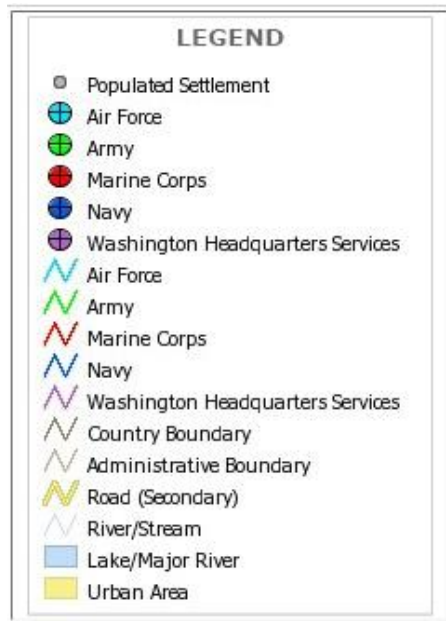 LEGEND
Populated Settlement
Air Force
Army
Marine Corps
Navy
Washington Headquarters Services
Air Force
Army
Marine Corps
Navy
Washington Headquarters Services
Country Boundary
Administrative Boundary
Road (Secondary)
River/Stream
Lake/Major River
Urban Area